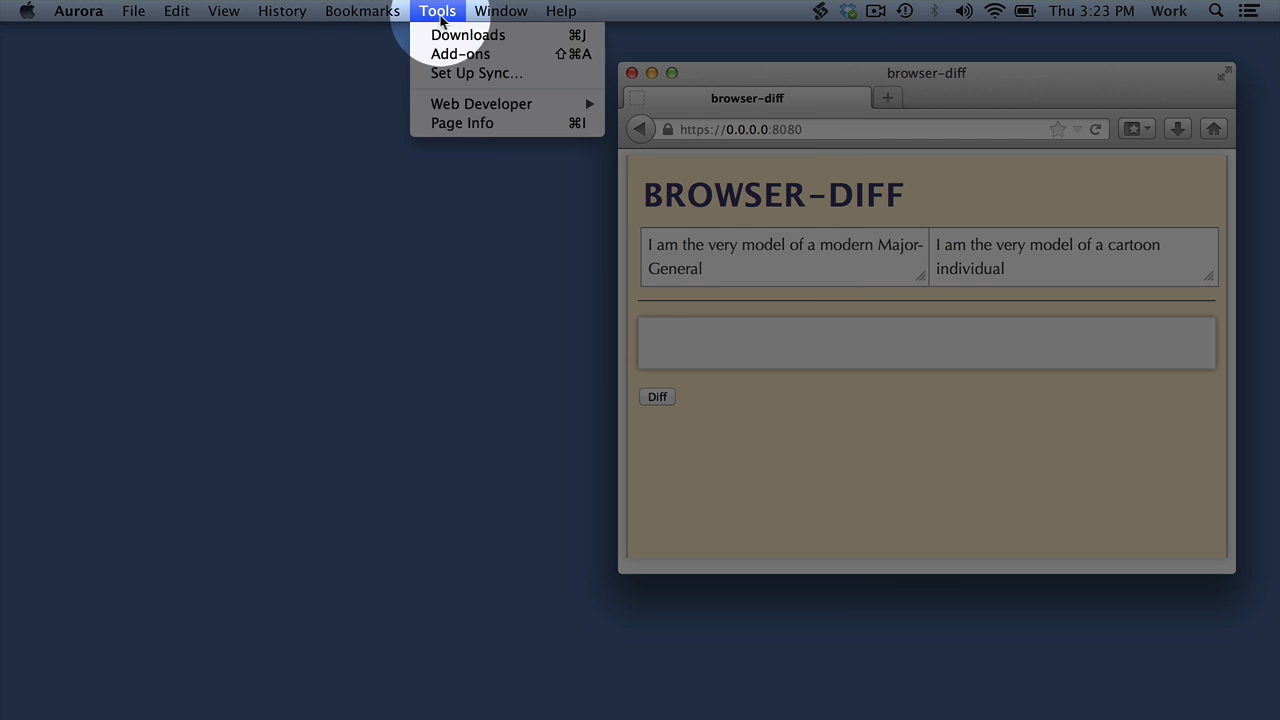 Aurora File Edit View History Bookmarks Tools Window Help Thu 3:23 PM Work
Downloads ⌘J
Add-ons ⇧⌘A
Set Up Sync...
Web Developer ▶
Page Info ⌘I
browser-diff
browser-diff
https://0.0.0.0:8080
BROWSER-DIFF
I am the very model of a modern Major-
General
I am the very model of a cartoon
individual
Diff